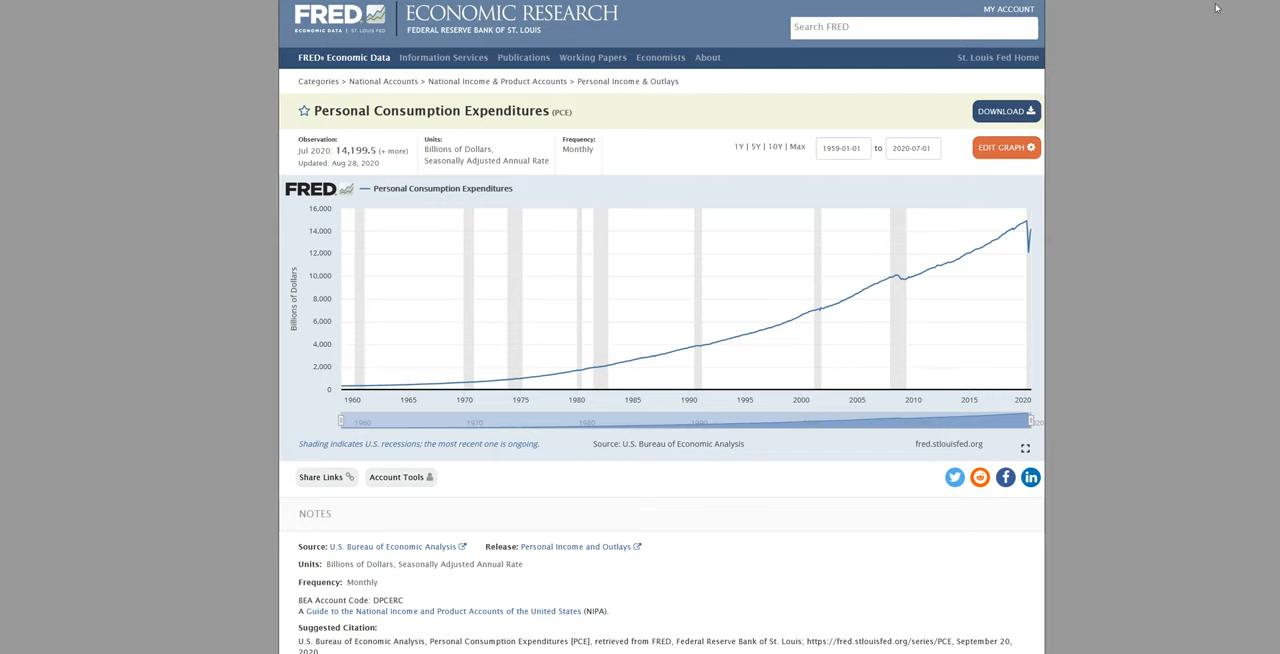 FRED
ECONOMIC DATA | ST. LOUIS FED
ECONOMIC RESEARCH
FEDERAL RESERVE BANK OF ST. LOUIS
MY ACCOUNT
Search FRED
FRED® Economic Data Information Services Publications Working Papers Economists About St. Louis Fed Home
Categories > National Accounts > National Income & Product Accounts > Personal Income & Outlays
Personal Consumption Expenditures (PCE)
DOWNLOAD
Observation:
Jul 2020: 14,199.5 (+ more)
Updated: Aug 28, 2020
Units:
Billions of Dollars,
Seasonally Adjusted Annual Rate
Frequency:
Monthly
1Y | 5Y | 10Y | Max
1959-01-01 to 2020-07-01
EDIT GRAPH
FRED — Personal Consumption Expenditures
16,000
14,000
12,000
10,000
8,000
6,000
4,000
2,000
0
Billions of Dollars
1960 1965 1970 1975 1980 1985 1990 1995 2000 2005 2010 2015 2020
1960 1970 1980 1990
Shading indicates U.S. recessions; the most recent one is ongoing. Source: U.S. Bureau of Economic Analysis fred.stlouisfed.org
Share Links Account Tools
NOTES
Source: U.S. Bureau of Economic Analysis Release: Personal Income and Outlays
Units: Billions of Dollars, Seasonally Adjusted Annual Rate
Frequency: Monthly
BEA Account Code: DPCERC
A Guide to the National Income and Product Accounts of the United States (NIPA).
Suggested Citation:
U.S. Bureau of Economic Analysis, Personal Consumption Expenditures [PCE], retrieved from FRED, Federal Reserve Bank of St. Louis; https://fred.stlouisfed.org/series/PCE, September 20,
2020.